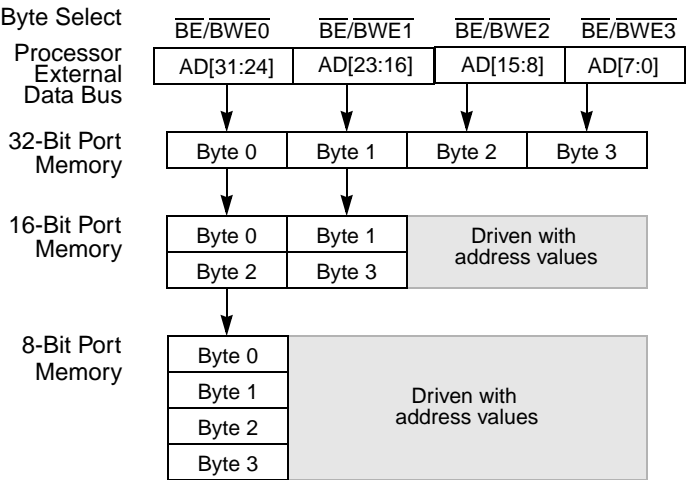 Byte Select
BE/BWE0 BE/BWE1 BE/BWE2 BE/BWE3
Processor
External
Data Bus
AD[31:24] AD[23:16] AD[15:8] AD[7:0]
32-Bit Port
Memory
Byte 0 Byte 1 Byte 2 Byte 3
16-Bit Port
Memory
Byte 0 Byte 1
Byte 2 Byte 3
Driven with
address values
8-Bit Port
Memory
Byte 0
Byte 1
Byte 2
Byte 3
Driven with
address values